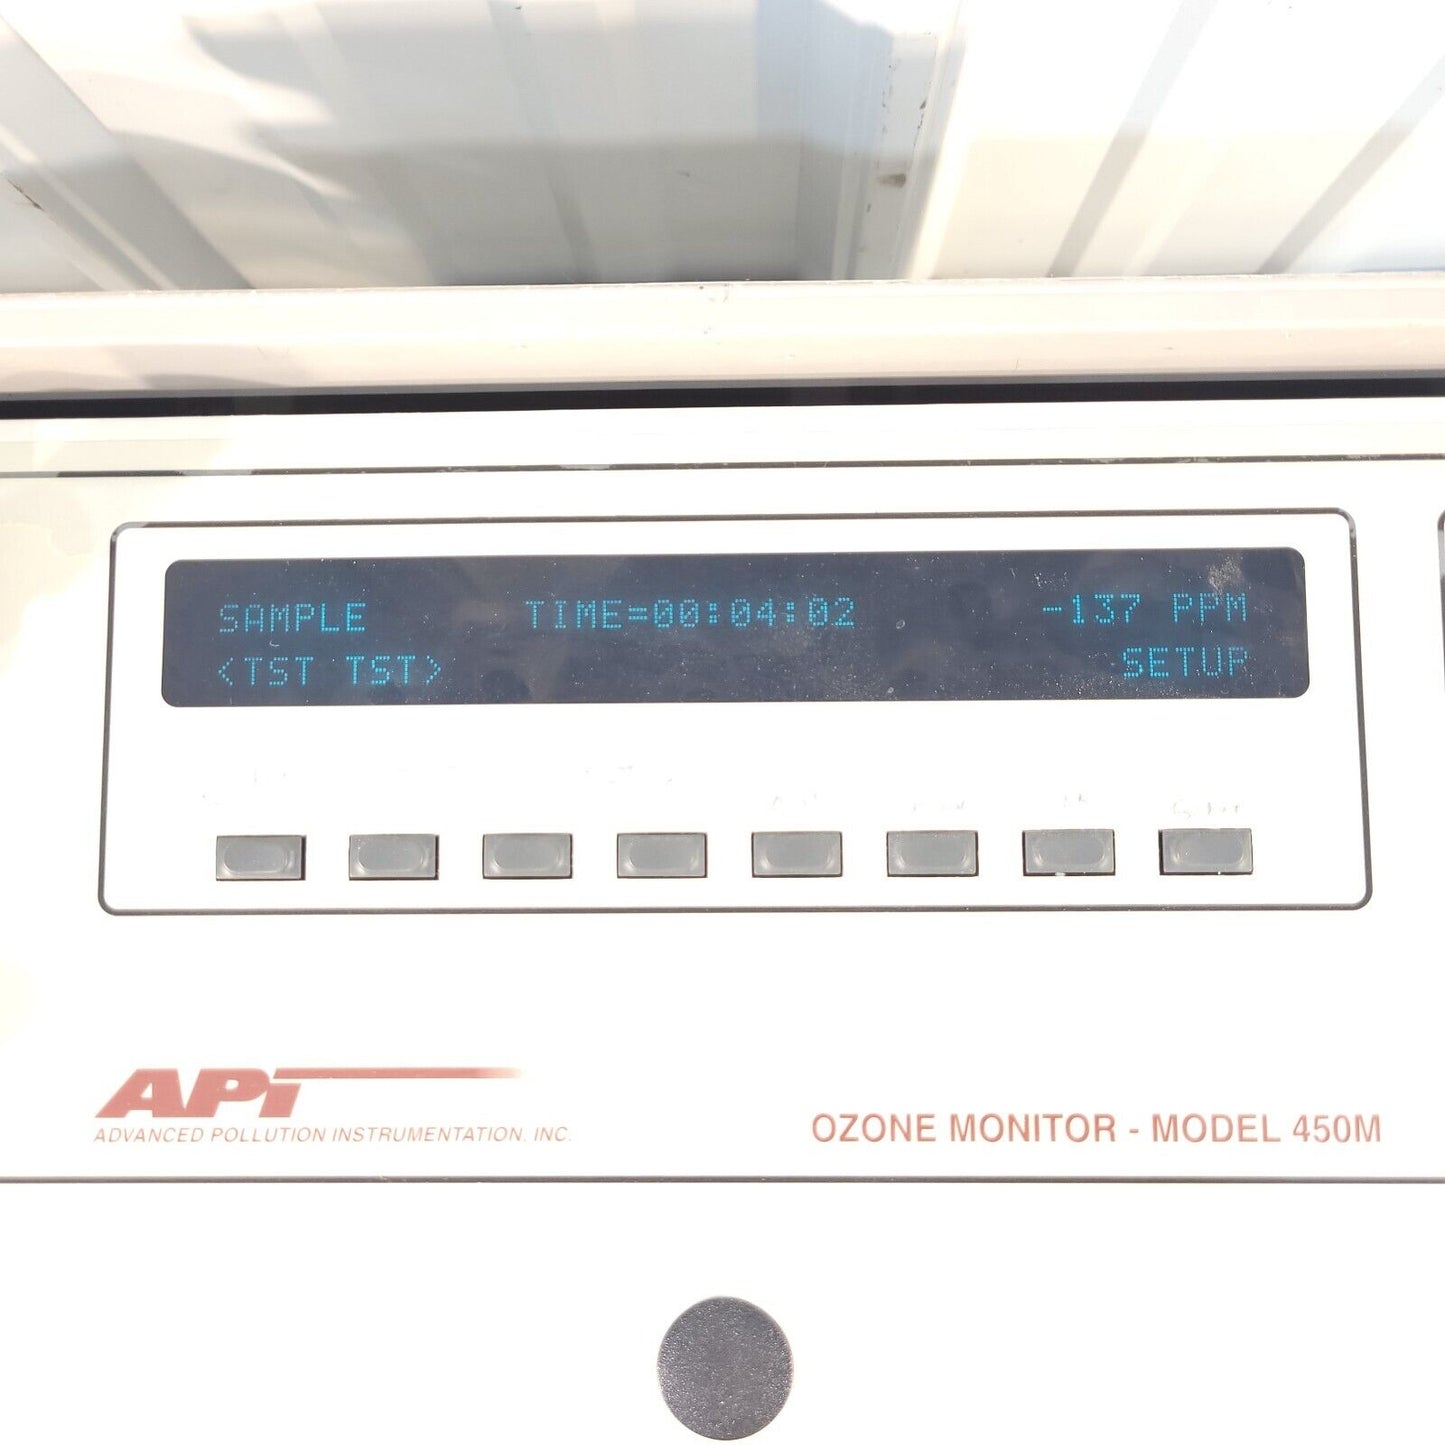 SAMPLE TIME=00:04:02 -137 PPM
<TST TST> SETUP
API
ADVANCED POLLUTION INSTRUMENTATION, INC.
OZONE MONITOR - MODEL 450M